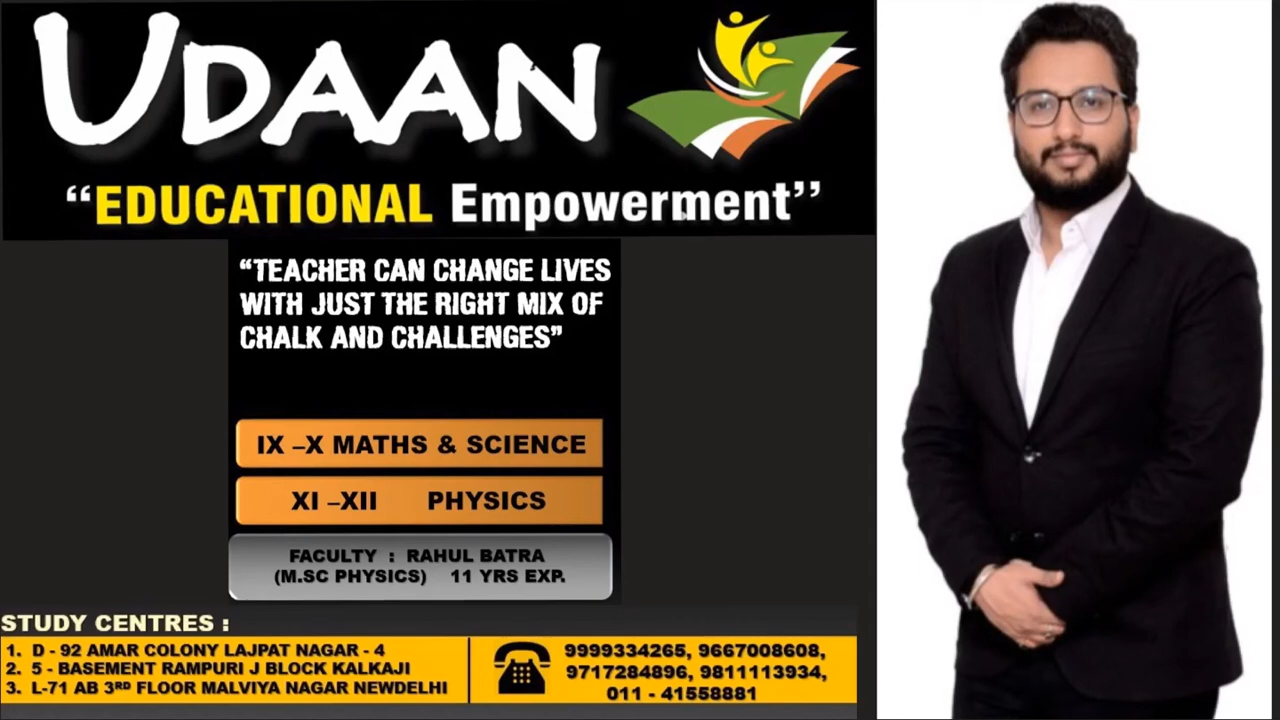 UDAAN
“EDUCATIONAL Empowerment”
“TEACHER CAN CHANGE LIVES
WITH JUST THE RIGHT MIX OF
CHALK AND CHALLENGES”
IX –X MATHS & SCIENCE
XI –XII PHYSICS
FACULTY : RAHUL BATRA
(M.SC PHYSICS) 11 YRS EXP.
STUDY CENTRES :
1. D - 92 AMAR COLONY LAJPAT NAGAR - 4
2. 5 - BASEMENT RAMPURI J BLOCK KALKAJI
3. L-71 AB 3RD FLOOR MALVIYA NAGAR NEWDELHI
9999334265, 9667008608,
9717284896, 9811113934,
011 - 41558881